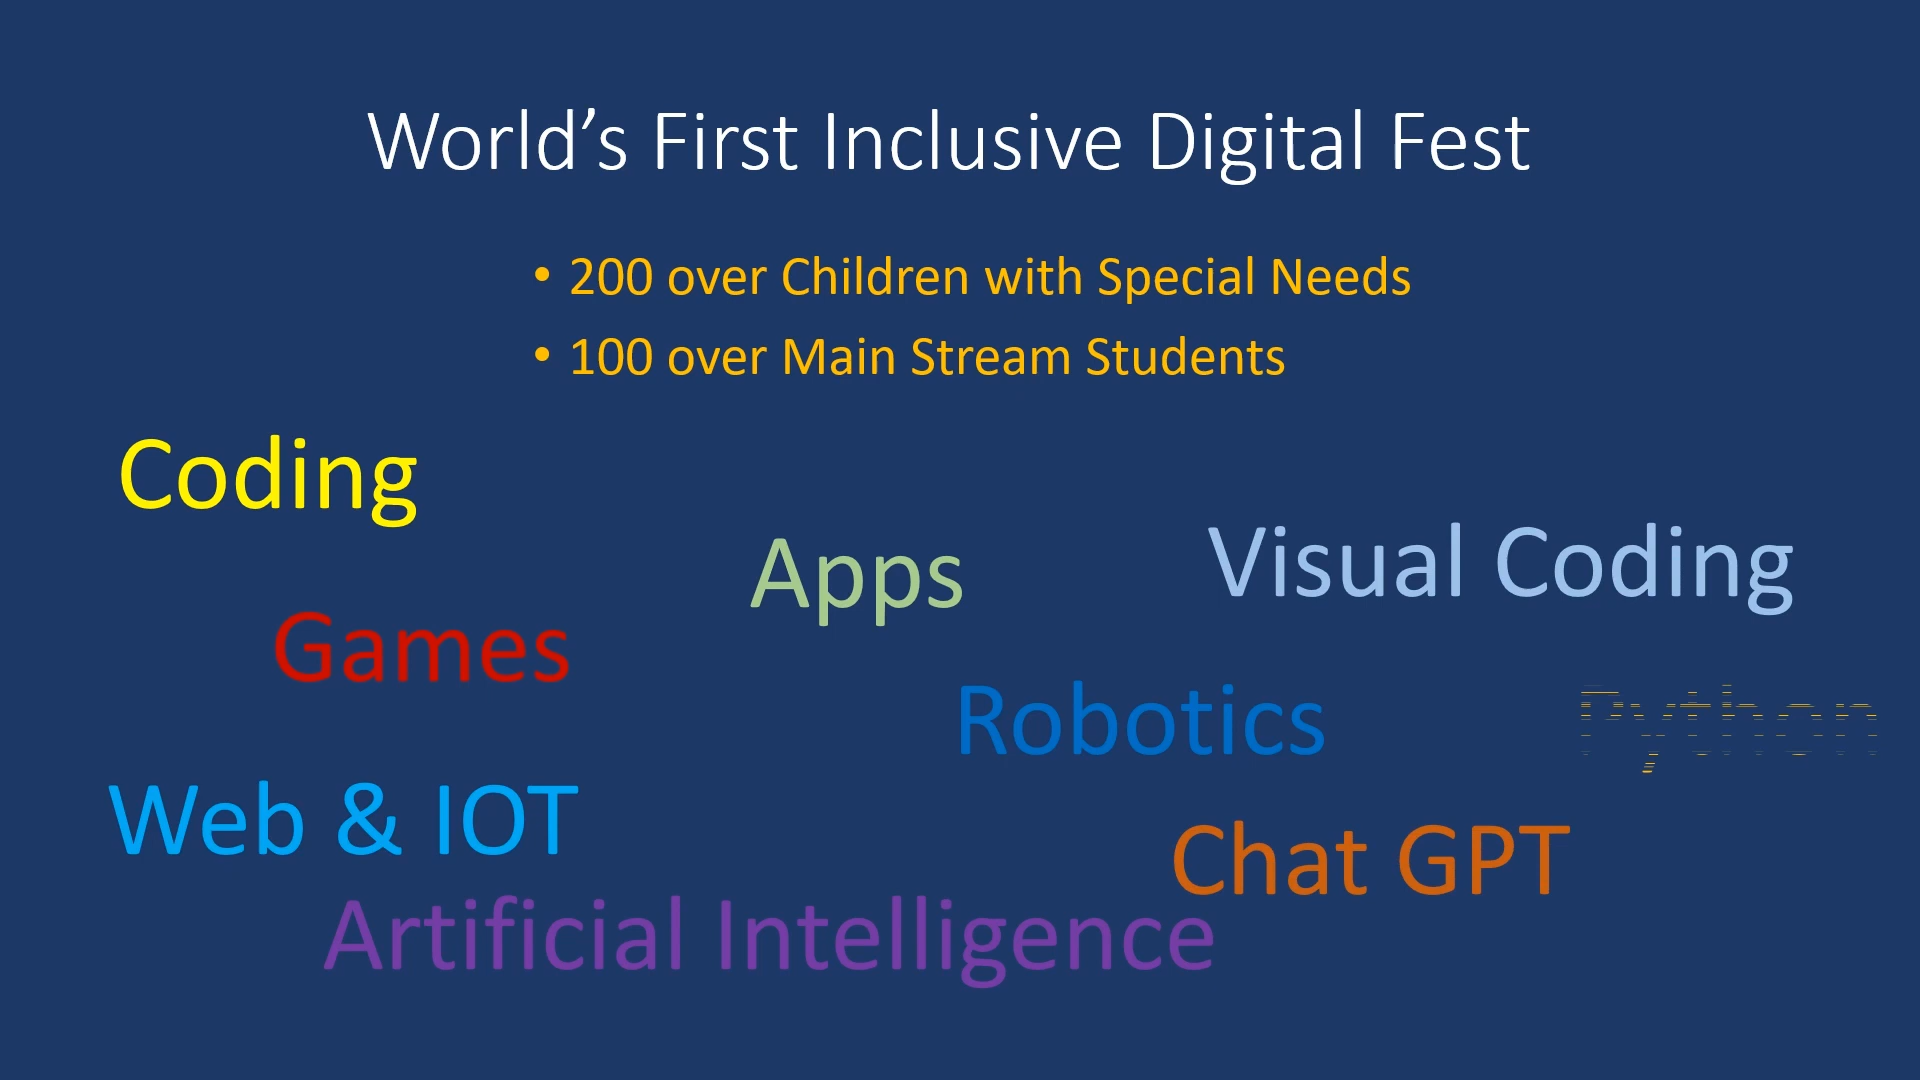 World’s First Inclusive Digital Fest
• 200 over Children with Special Needs
• 100 over Main Stream Students
Coding
Apps
Visual Coding
Games
Robotics
Python
Web & IOT
Chat GPT
Artificial Intelligence